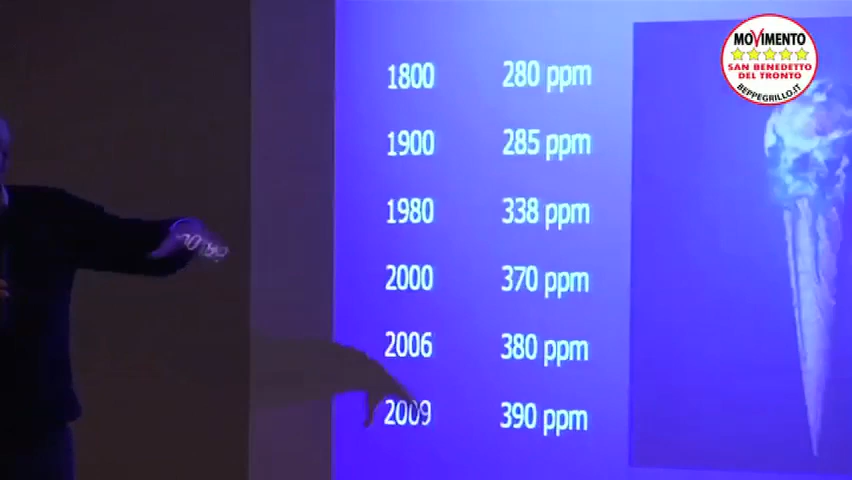 1800 280 ppm
1900 285 ppm
1980 338 ppm
2000 370 ppm
2006 380 ppm
2009 390 ppm
MOVIMENTO
SAN BENEDETTO
DEL TRONTO
BEPPEGRILLO.IT